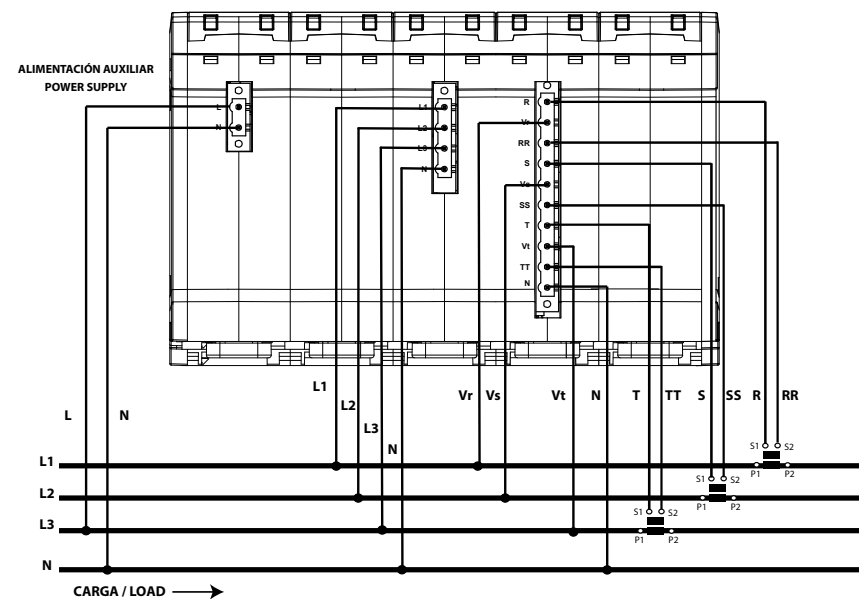 ALIMENTACIÓN AUXILIAR
POWER SUPPLY
L
N
L1
L2
L3
N
R
Vr
RR
S
Vs
SS
T
Vt
TT
N
L
N
L1
L2
L3
N
Vr Vs Vt N T TT S SS R RR
S1 S2
L1
P1 P2
S1 S2
L2
P1 P2
S1 S2
L3
P1 P2
N
CARGA / LOAD